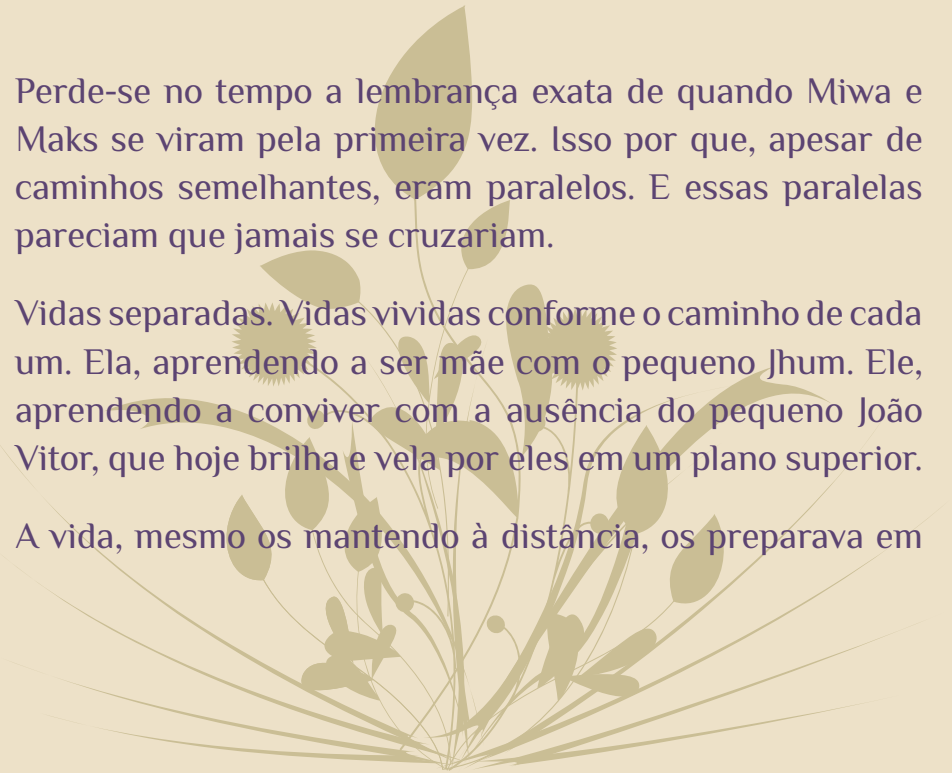 Perde-se no tempo a lembrança exata de quando Miwa e
Maks se viram pela primeira vez. Isso por que, apesar de
caminhos semelhantes, eram paralelos. E essas paralelas
pareciam que jamais se cruzariam.
Vidas separadas. Vidas vividas conforme o caminho de cada
um. Ela, aprendendo a ser mãe com o pequeno Jhum. Ele,
aprendendo a conviver com a ausência do pequeno João
Vitor, que hoje brilha e vela por eles em um plano superior.
A vida, mesmo os mantendo à distância, os preparava em